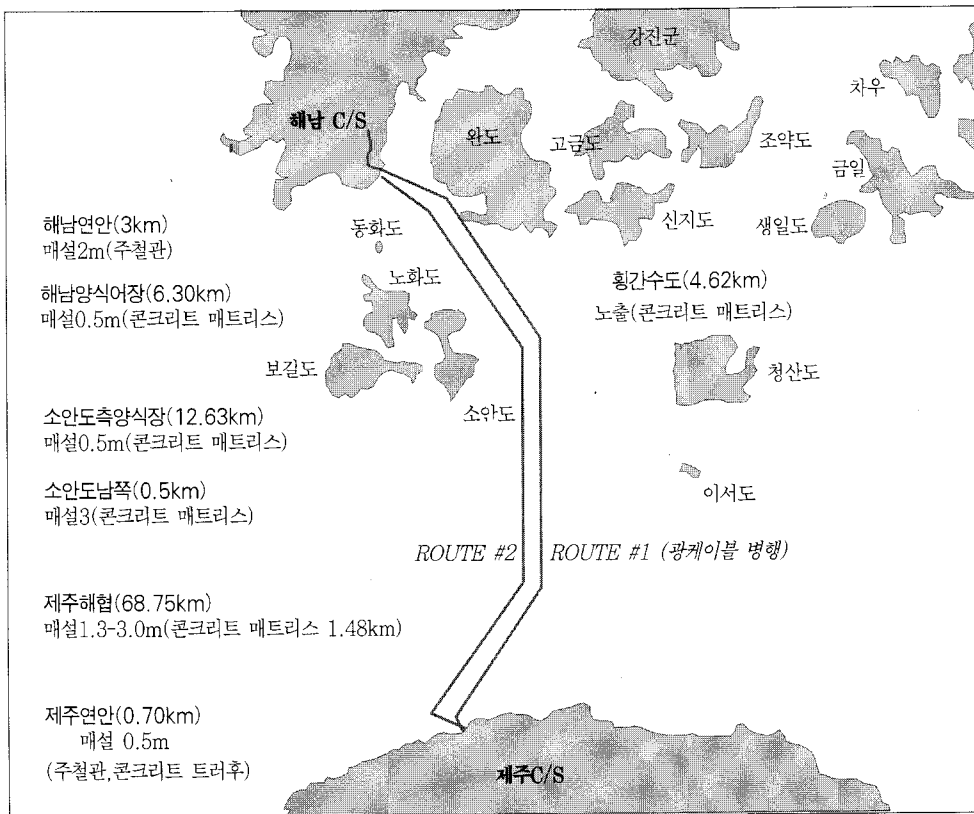 강진군
차우
해남 C/S
완도
고금도
조약도
금일
신지도
생일도
동화도
해남연안(3km)
매설2m(주철관)
노화도
횡간수도(4.62km)
노출(콘크리트 매트리스)
해남양식어장(6.30km)
매설0.5m(콘크리트 매트리스)
보길도
청산도
소안도
소안도측양식장(12.63km)
매설0.5m(콘크리트 매트리스)
소안도남쪽(0.5km)
매설3(콘크리트 매트리스)
이서도
ROUTE #2
ROUTE #1 (광케이블 병행)
제주해협(68.75km)
매설1.3-3.0m(콘크리트 매트리스 1.48km)
제주연안(0.70km)
매설 0.5m
(주철관,콘크리트 트러후)
제주C/S